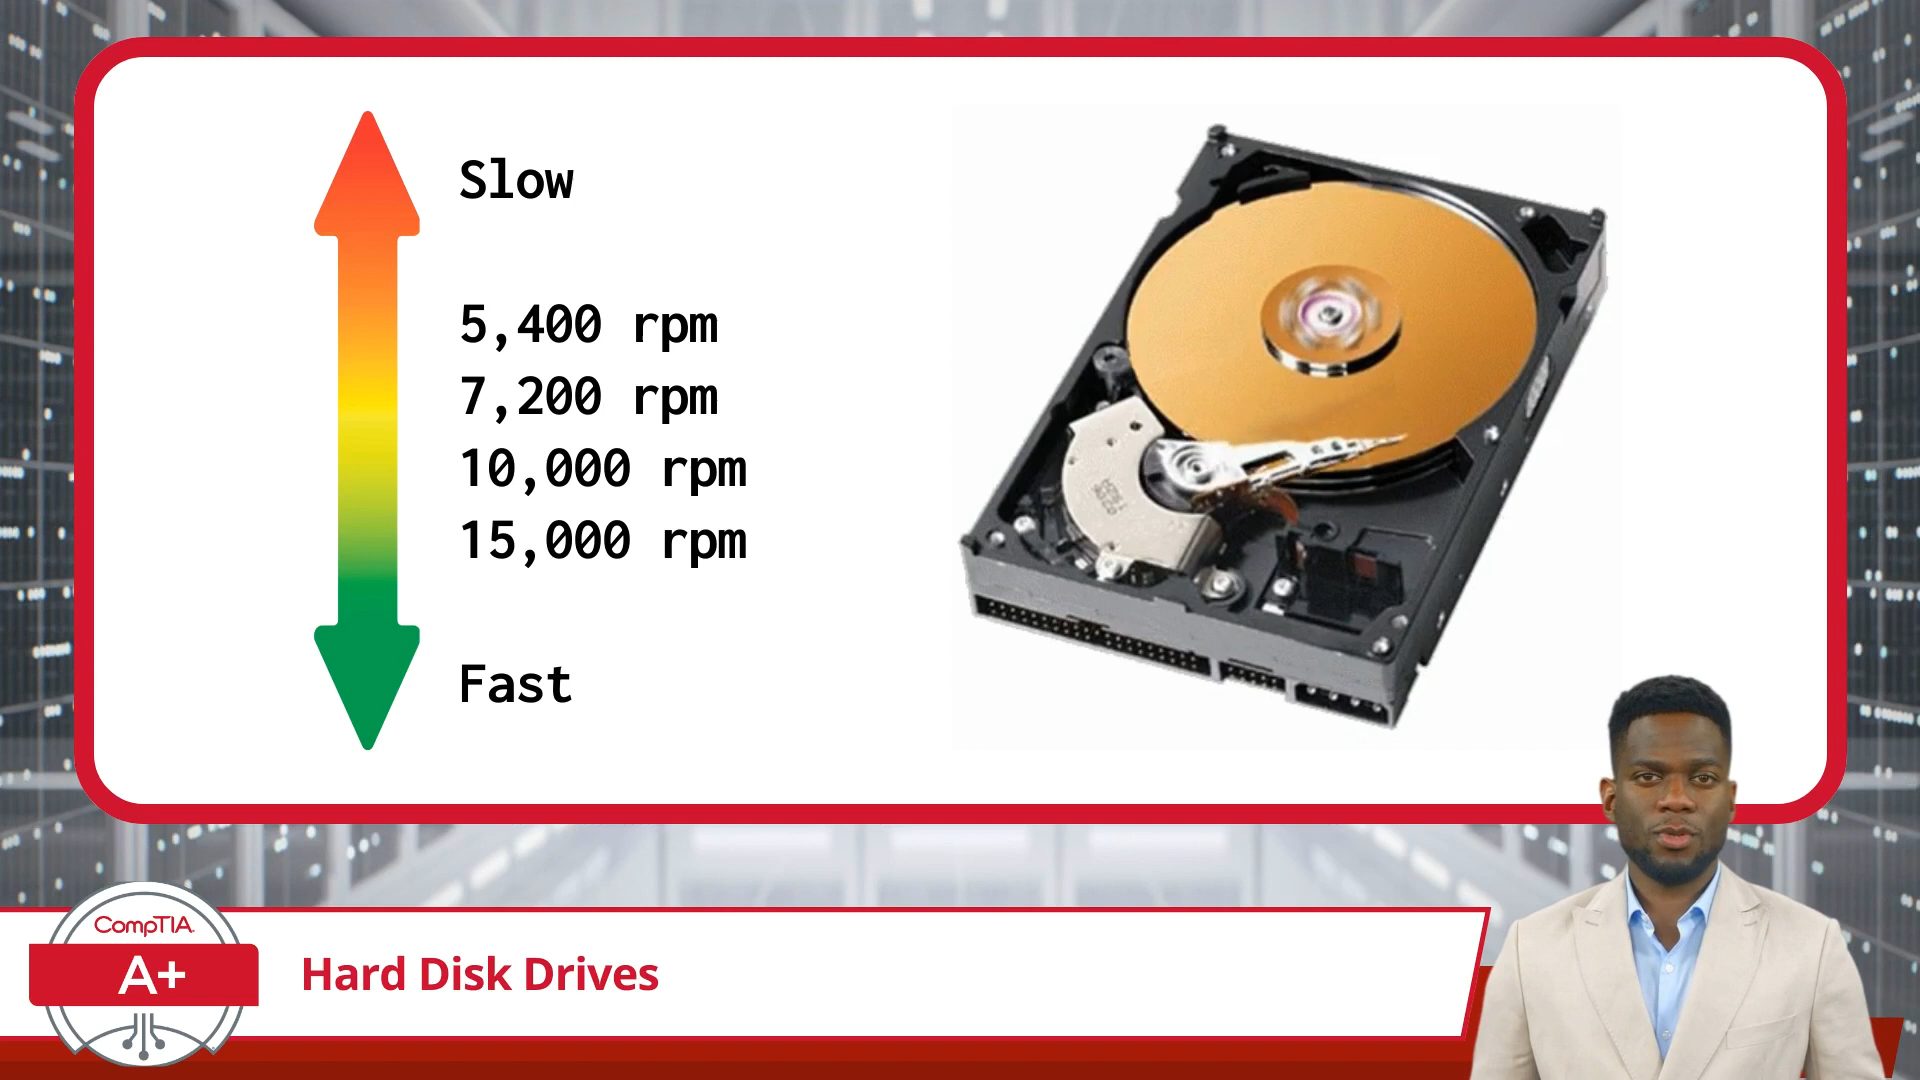 Slow
5,400 rpm
7,200 rpm
10,000 rpm
15,000 rpm
Fast
CompTIA.
A+
Hard Disk Drives